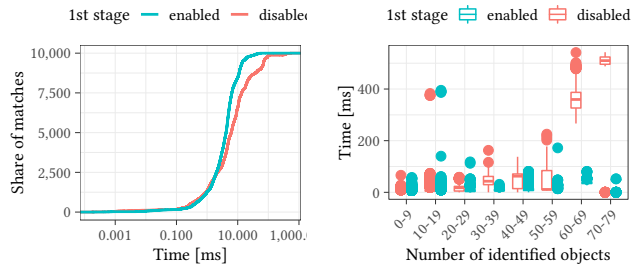 1st stage enabled disabled
Share of matches
10,000
7,500
5,000
2,500
0
0.001 0.100 10.000 1,000.0
Time [ms]
1st stage enabled disabled
Time [ms]
400
200
0
0-9 10-19 20-29 30-39 40-49 50-59 60-69 70-79
Number of identified objects